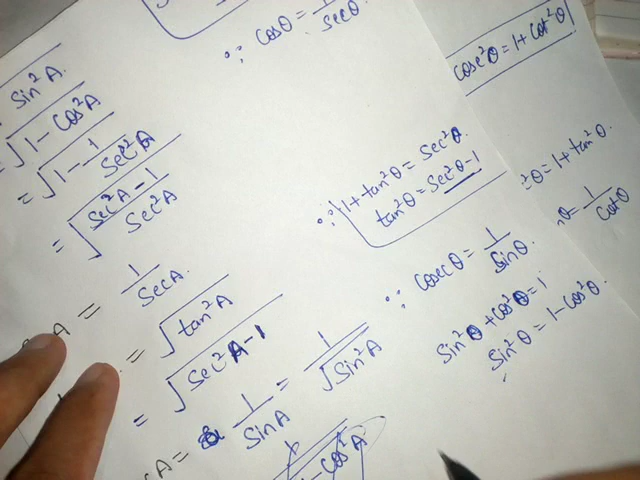 ∵ cosθ = 1/secθ
cosec²θ = 1 + cot²θ
sin²A
= √(1 - cos²A)
= √(1 - 1/sec²A)
= √((sec²A - 1)/sec²A)
∵ 1 + tan²θ = sec²θ
tan²θ = sec²θ - 1
²θ = 1 + tan²θ
θ = 1/cotθ
A = 1/secA
= √tan²A
= √(sec²A - 1)
∵ cosecθ = 1/sinθ
sin²θ + cos²θ = 1
sin²θ = 1 - cos²θ
A = 1/sinA = 1/√sin²A
- cos²A